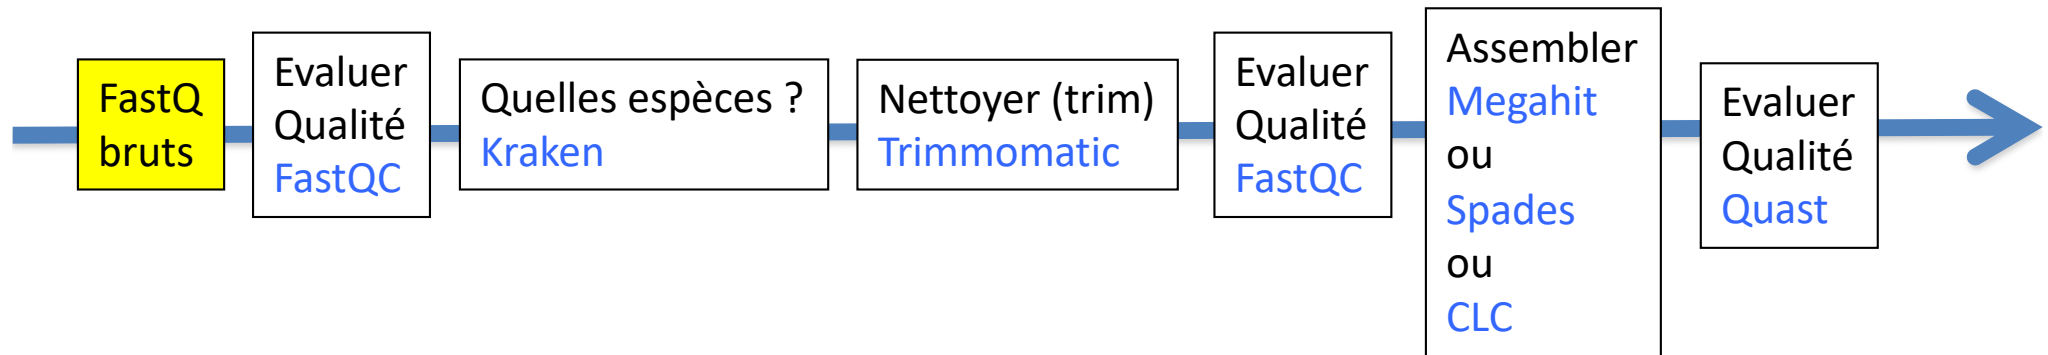 FastQ
bruts
Evaluer
Qualité
FastQC
Quelles espèces ?
Kraken
Nettoyer (trim)
Trimmomatic
Evaluer
Qualité
FastQC
Assembler
Megahit
ou
Spades
ou
CLC
Evaluer
Qualité
Quast